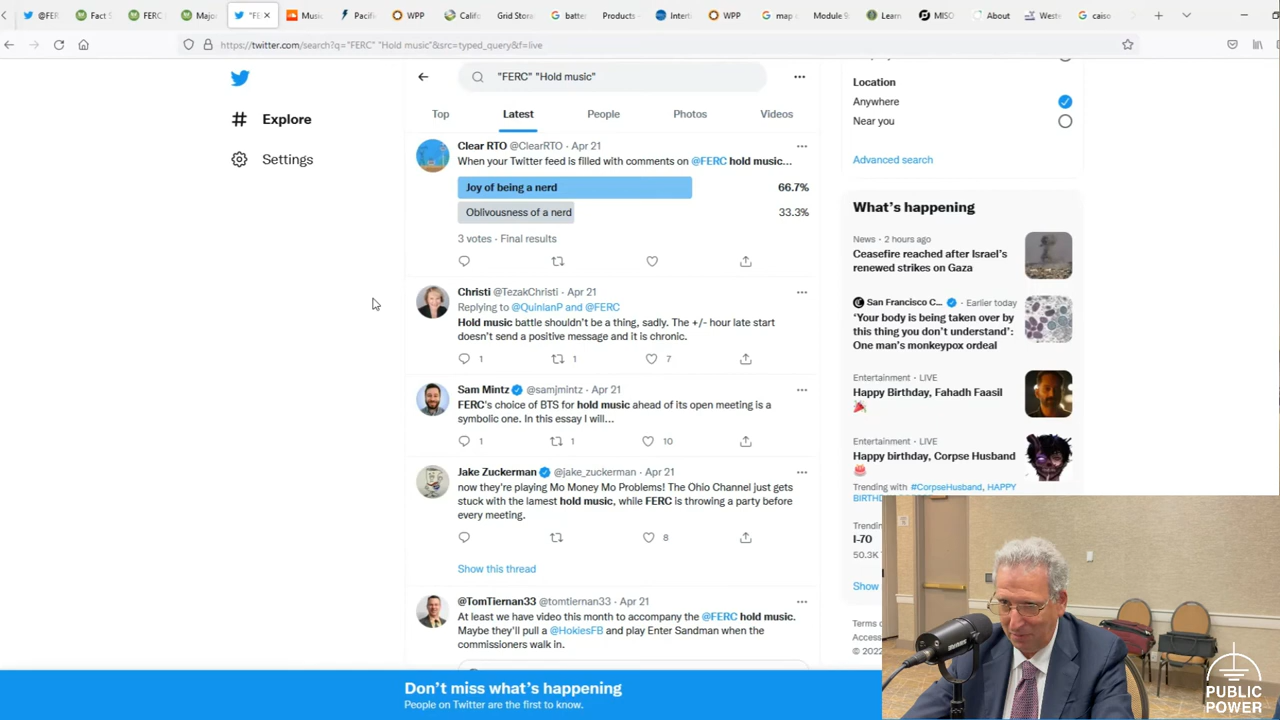 @FER
Fact S
FERC
Major
"FE
Music
Pacifi
WPP
Califo
Grid Stora
batter
Products
Interti
WPP
map o
Module 9
Learn
MISO
About
Weste
caiso
https://twitter.com/search?q="FERC" "Hold music"&src=typed_query&f=live
Explore
Settings
"FERC" "Hold music"
Top Latest People Photos Videos
Clear RTO @ClearRTO · Apr 21
When your Twitter feed is filled with comments on @FERC hold music...
Joy of being a nerd 66.7%
Oblivousness of a nerd 33.3%
3 votes · Final results
Christi @TezakChristi · Apr 21
Replying to @QuinlanP and @FERC
Hold music battle shouldn't be a thing, sadly. The +/- hour late start
doesn't send a positive message and it is chronic.
1 1 7
Sam Mintz @samjmintz · Apr 21
FERC's choice of BTS for hold music ahead of its open meeting is a
symbolic one. In this essay I will...
1 1 10
Jake Zuckerman @jake_zuckerman · Apr 21
now they're playing Mo Money Mo Problems! The Ohio Channel just gets
stuck with the lamest hold music, while FERC is throwing a party before
every meeting.
8
Show this thread
@TomTiernan33 @tomtiernan33 · Apr 21
At least we have video this month to accompany the @FERC hold music.
Maybe they'll pull a @HokiesFB and play Enter Sandman when the
commissioners walk in.
Location
Anywhere
Near you
Advanced search
What's happening
News · 2 hours ago
Ceasefire reached after Israel's
renewed strikes on Gaza
San Francisco C... · Earlier today
'Your body is being taken over by
this thing you don't understand':
One man's monkeypox ordeal
Entertainment · LIVE
Happy Birthday, Fahadh Faasil
Entertainment · LIVE
Happy birthday, Corpse Husband
Trending with #CorpseHusband, HAPPY
BIRTHD
Trendin
I-70
50.3K
Show
Terms o
Access
© 202
Don't miss what's happening
People on Twitter are the first to know.
PUBLIC
POWER